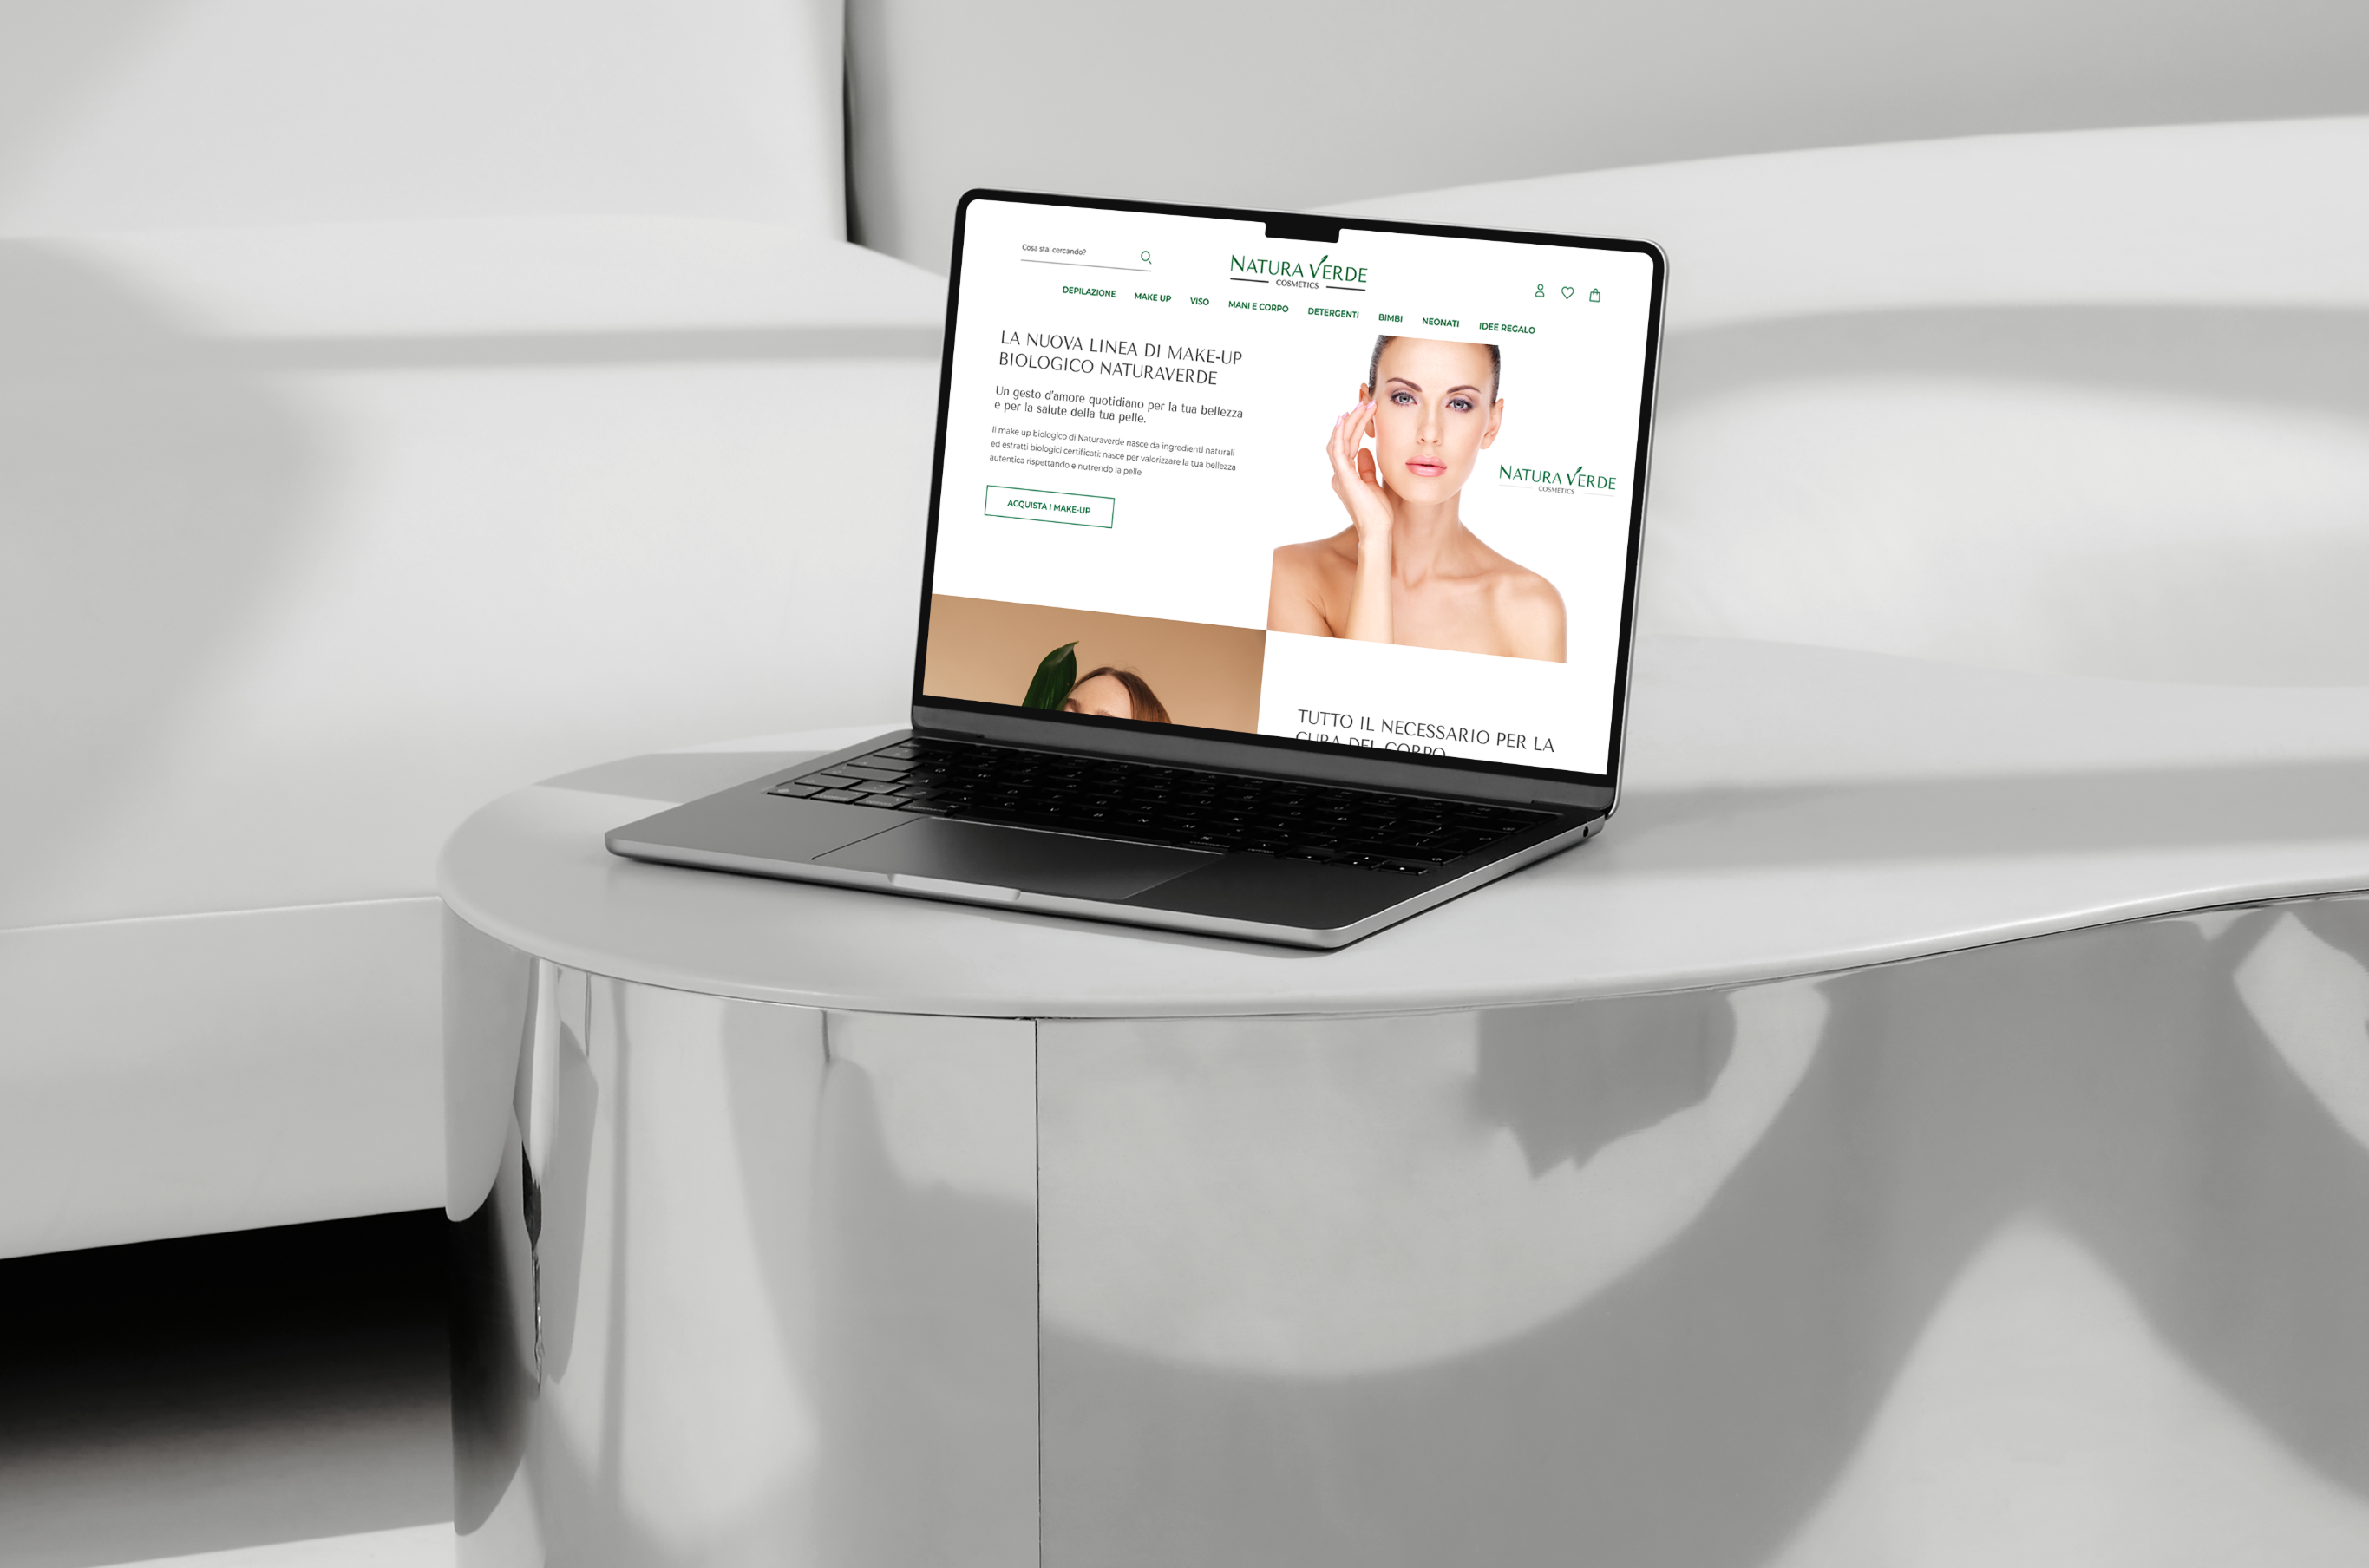 Cosa stai cercando?
NATURA VERDE
COSMETICS
DEPILAZIONE MAKE UP VISO MANI E CORPO DETERGENTI BIMBI NEONATI IDEE REGALO
LA NUOVA LINEA DI MAKE-UP
BIOLOGICO NATURAVERDE
Un gesto d'amore quotidiano per la tua bellezza
e per la salute della tua pelle.
Il make up biologico di Naturaverde nasce da ingredienti naturali
ed estratti biologici certificati: nasce per valorizzare la tua bellezza
autentica rispettando e nutrendo la pelle
ACQUISTA I MAKE-UP
NATURA VERDE
COSMETICS
TUTTO IL NECESSARIO PER LA
CURA DEL CORPO